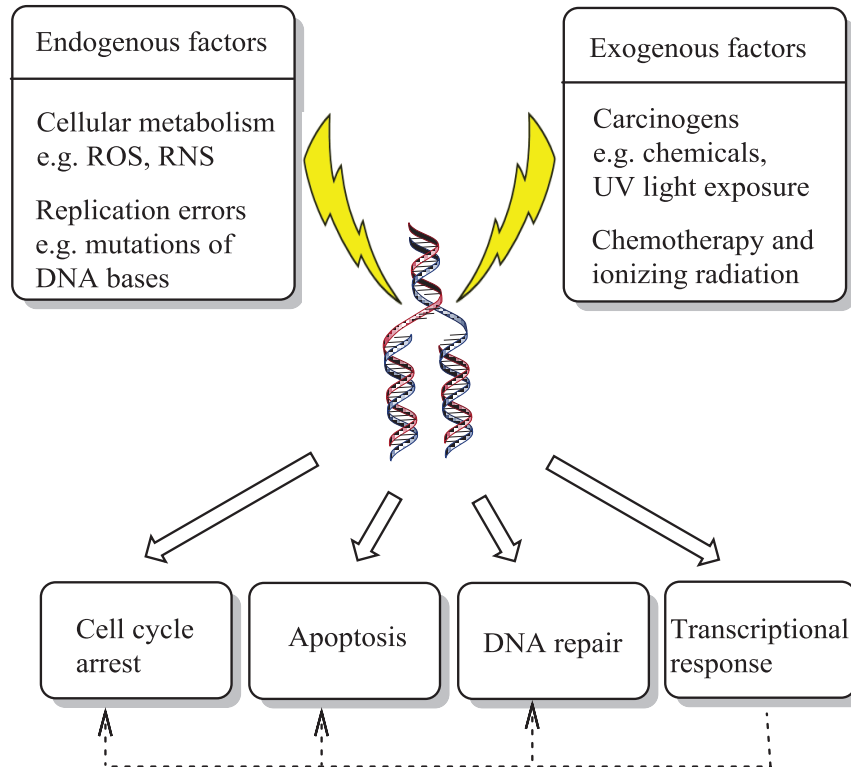 Endogenous factors
Cellular metabolism
e.g. ROS, RNS
Replication errors
e.g. mutations of
DNA bases
Exogenous factors
Carcinogens
e.g. chemicals,
UV light exposure
Chemotherapy and
ionizing radiation
Cell cycle
arrest
Apoptosis
DNA repair
Transcriptional
response